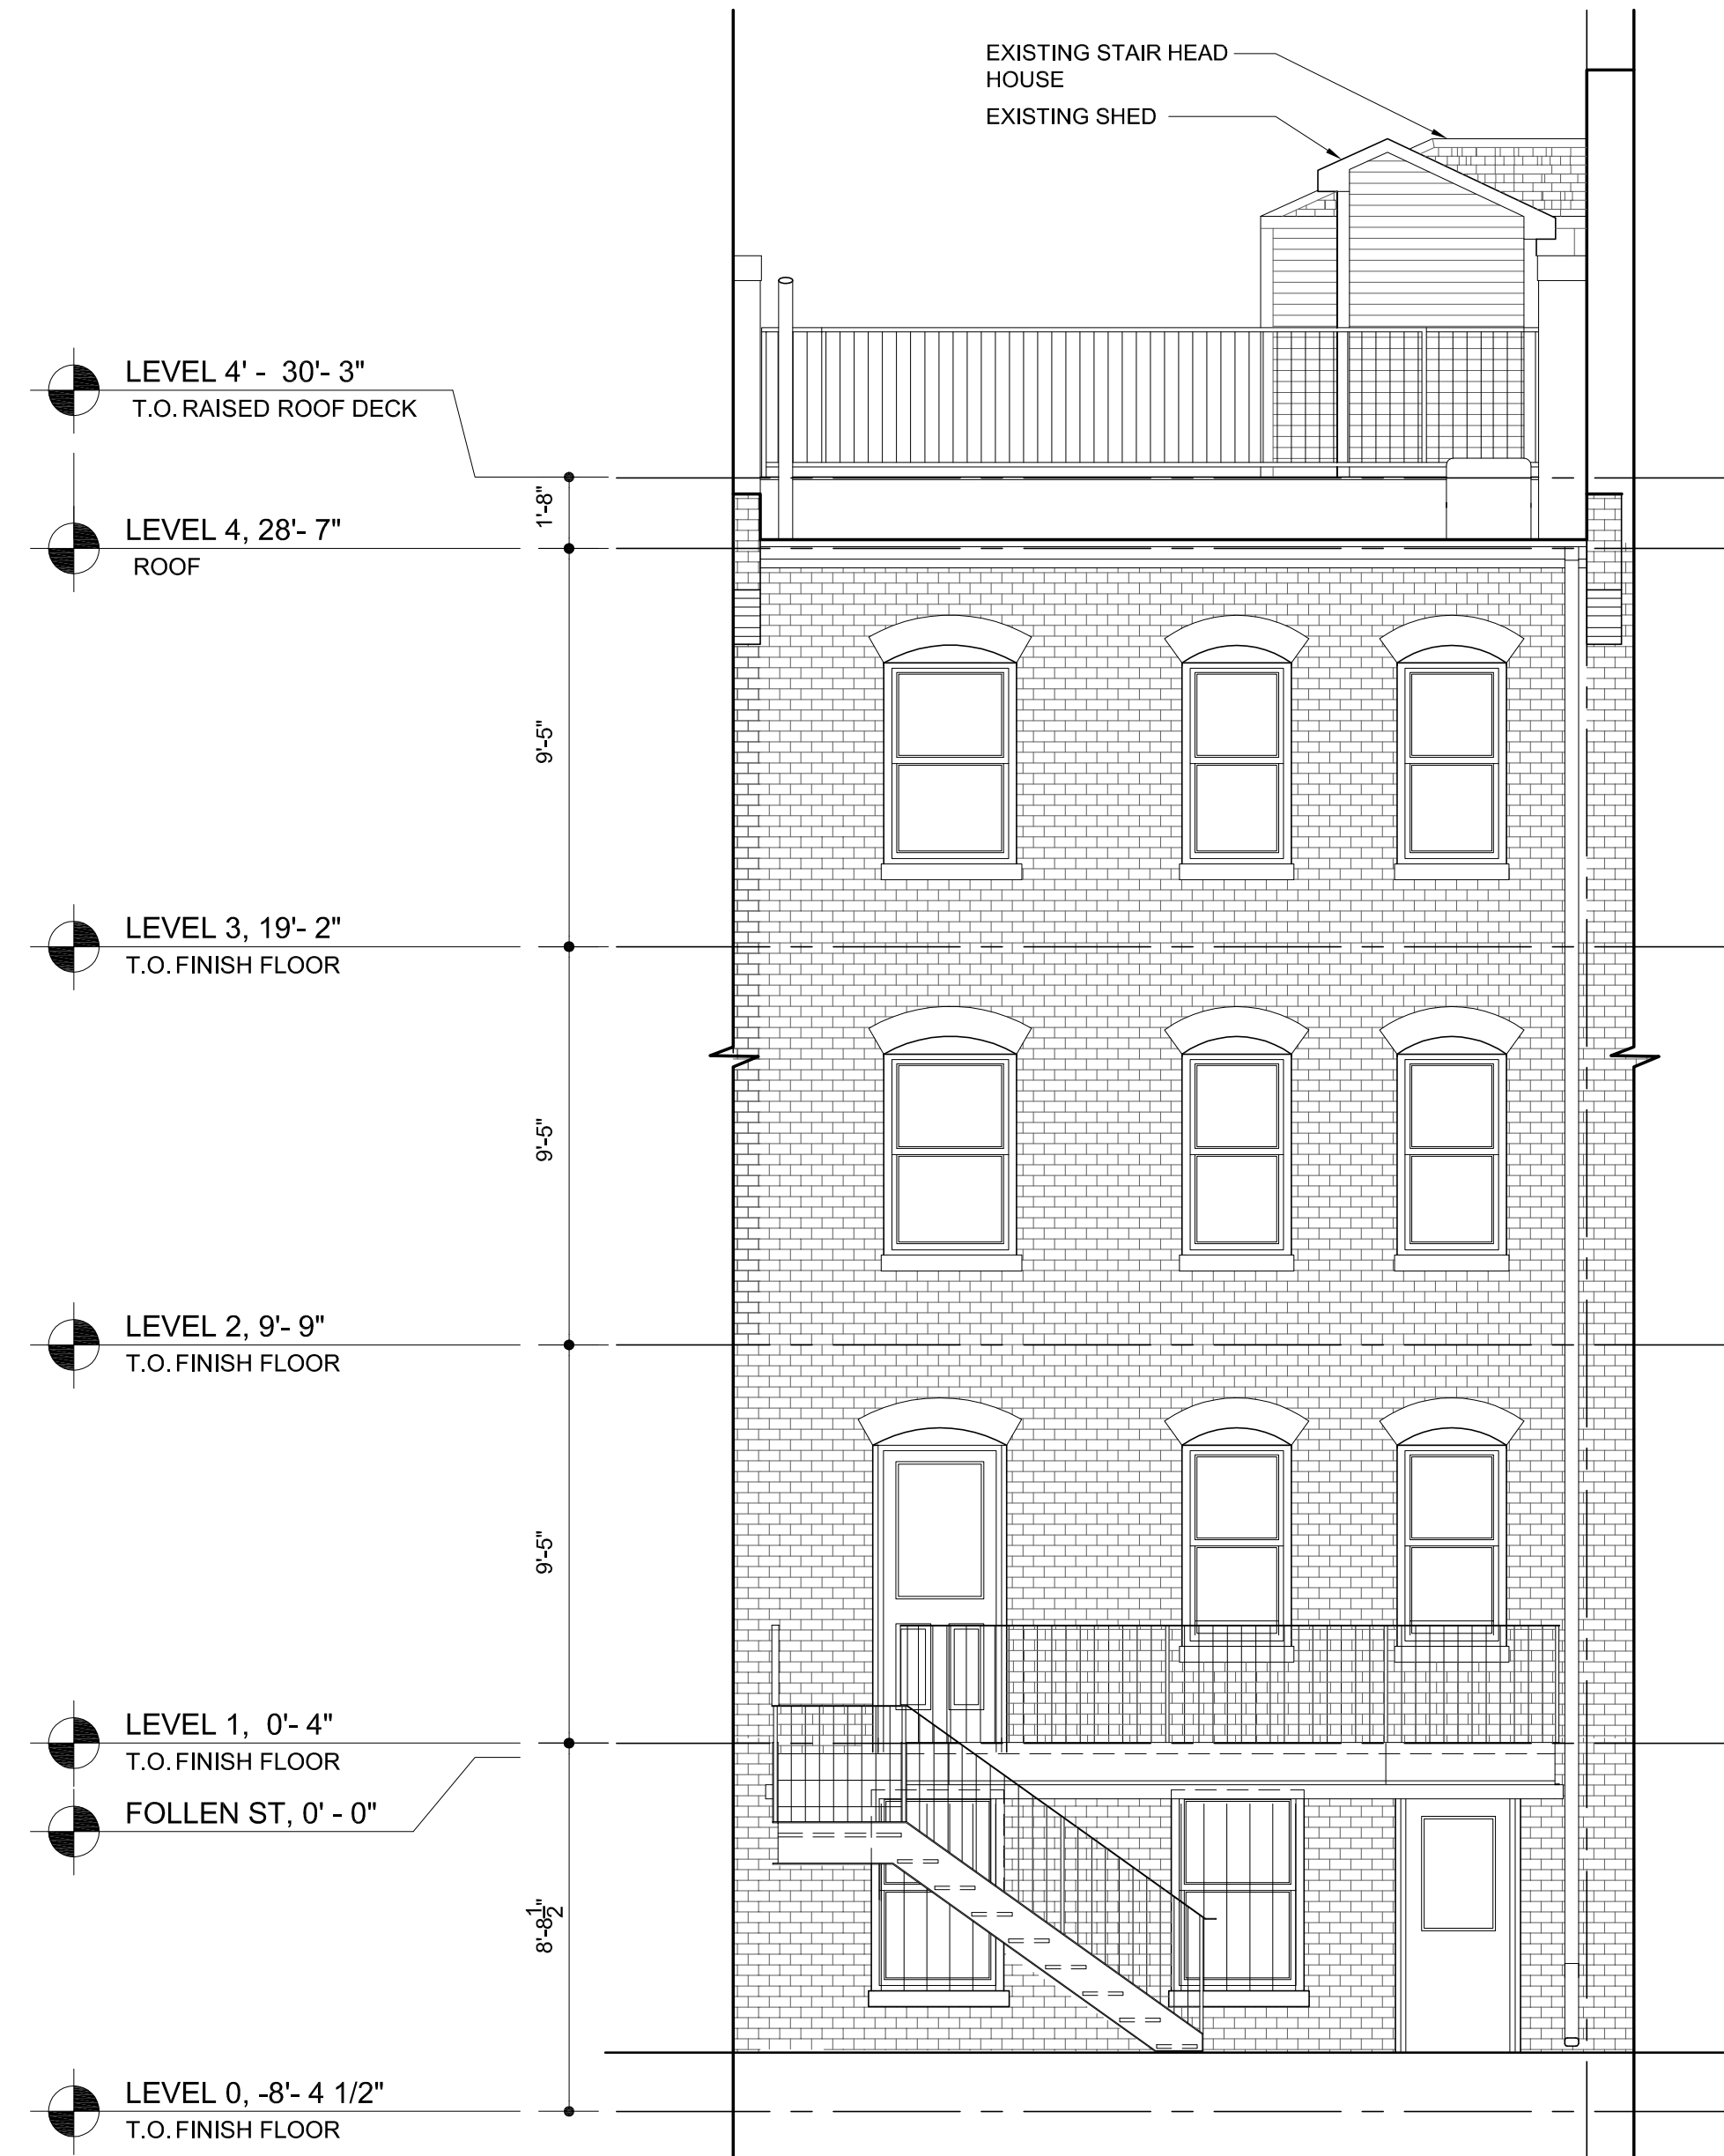 EXISTING STAIR HEAD
HOUSE
EXISTING SHED
LEVEL 4' - 30'- 3"
T.O. RAISED ROOF DECK
1'-8"
LEVEL 4, 28'- 7"
ROOF
9'-5"
LEVEL 3, 19'- 2"
T.O. FINISH FLOOR
9'-5"
LEVEL 2, 9'- 9"
T.O. FINISH FLOOR
9'-5"
LEVEL 1, 0'- 4"
T.O. FINISH FLOOR
FOLLEN ST, 0' - 0"
8'-8 1/2"
LEVEL 0, -8'- 4 1/2"
T.O. FINISH FLOOR